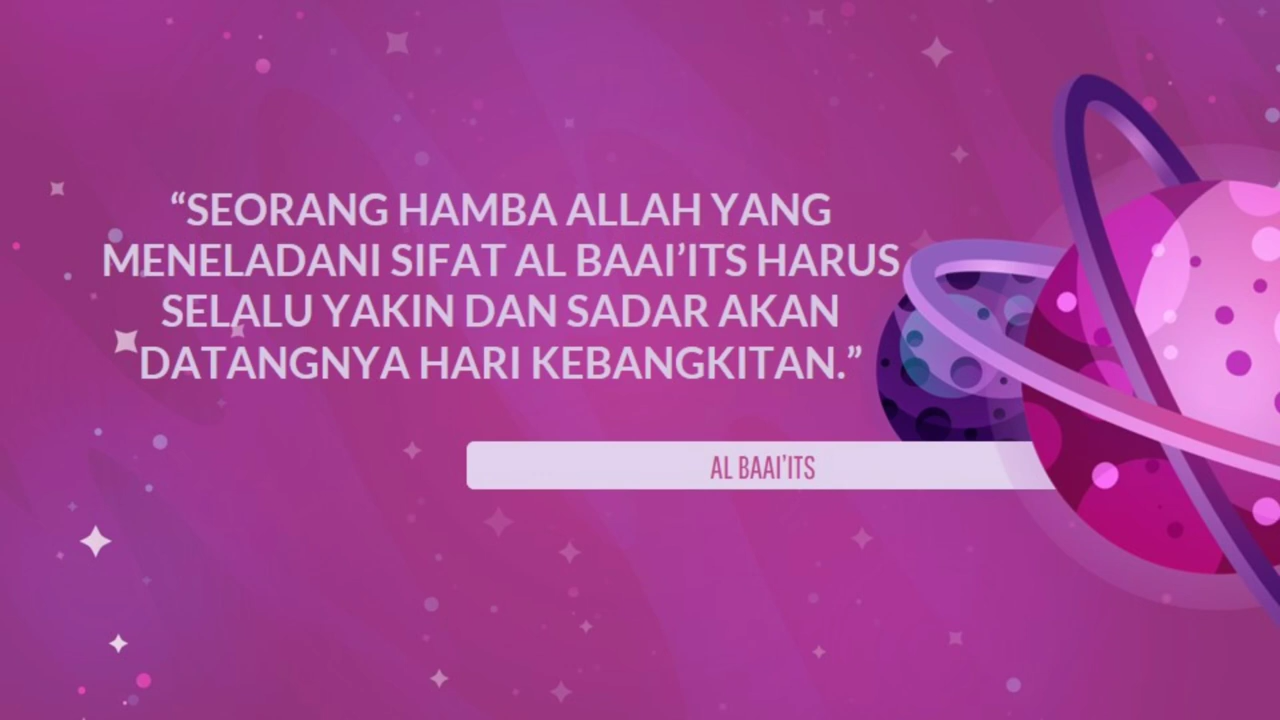 “SEORANG HAMBA ALLAH YANG
MENELADANI SIFAT AL BAAI’ITS HARUS
SELALU YAKIN DAN SADAR AKAN
DATANGNYA HARI KEBANGKITAN.”
AL BAAI’ITS